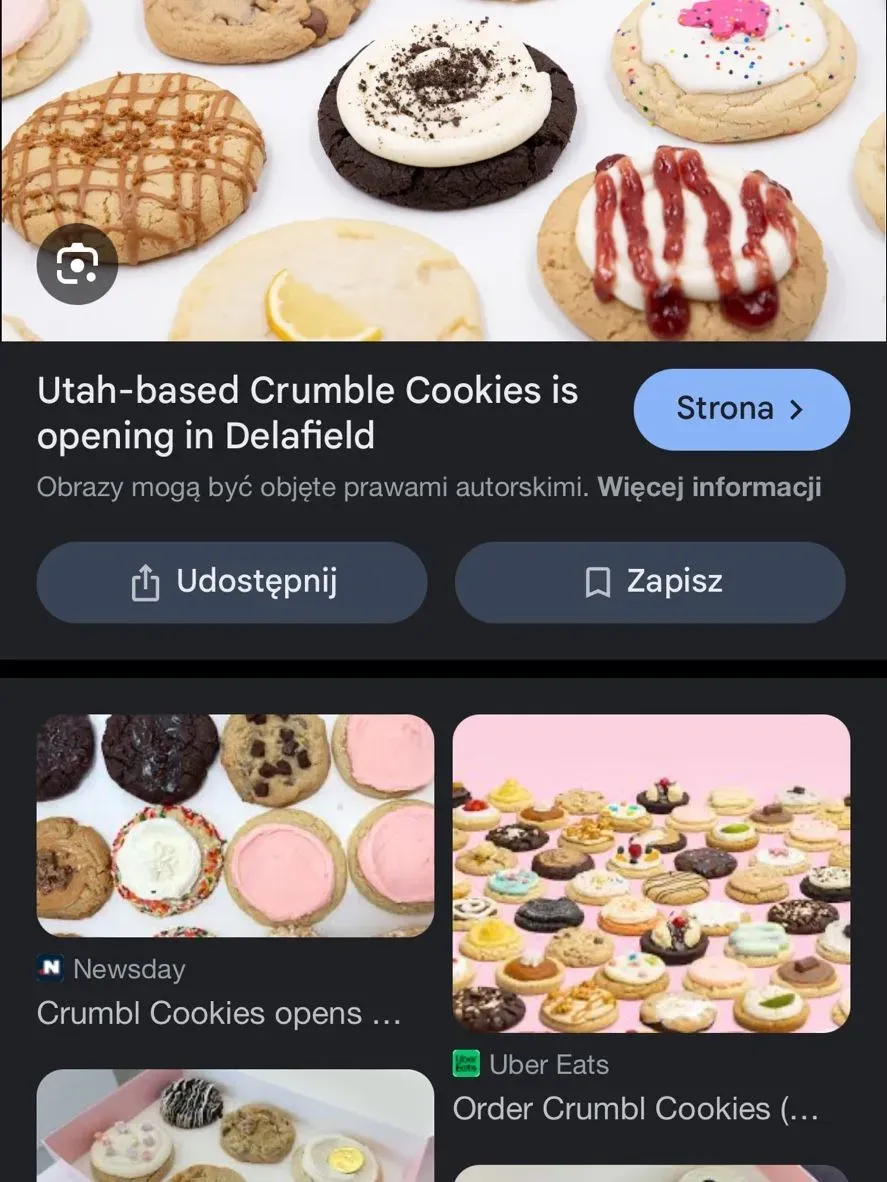 Utah-based Crumble Cookies is
opening in Delafield
Strona
Obrazy mogą być objęte prawami autorskimi. Więcej informacji
Udostępnij
Zapisz
N Newsday
Crumbl Cookies opens …
Uber Eats Uber Eats
Order Crumbl Cookies (…